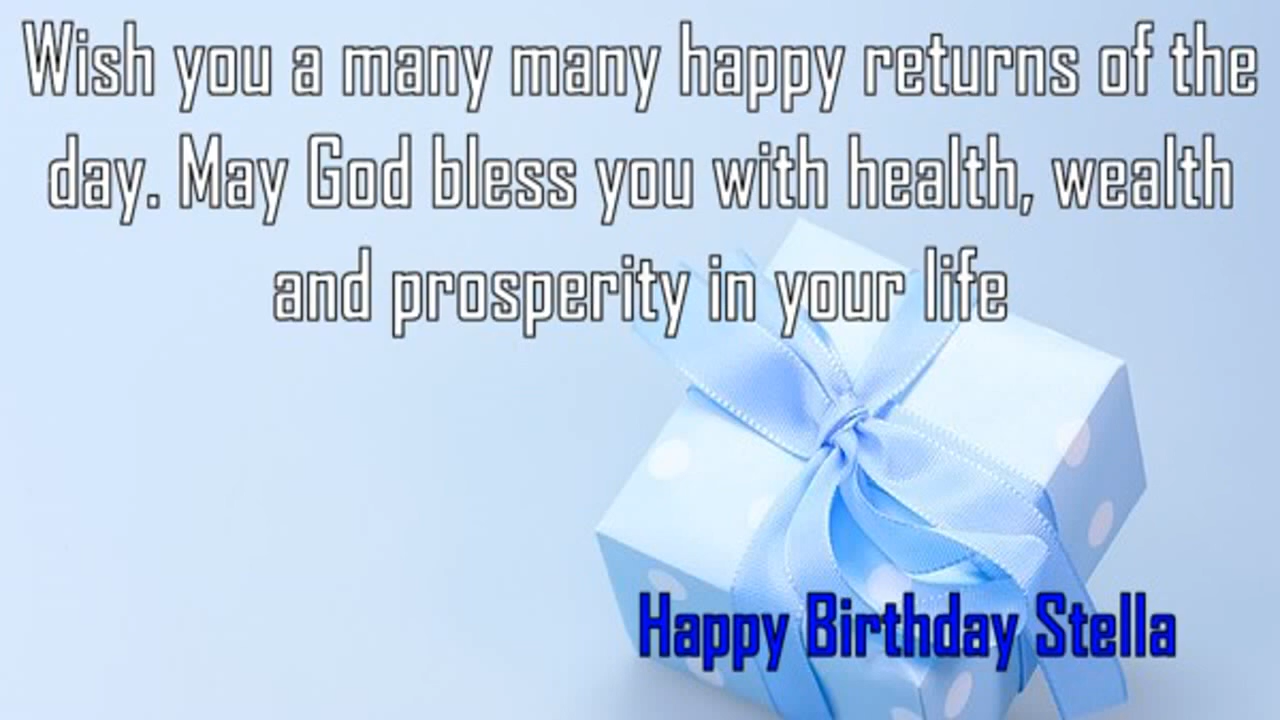 Wish you a many many happy returns of the
day. May God bless you with health, wealth
and prosperity in your life
Happy Birthday Stella